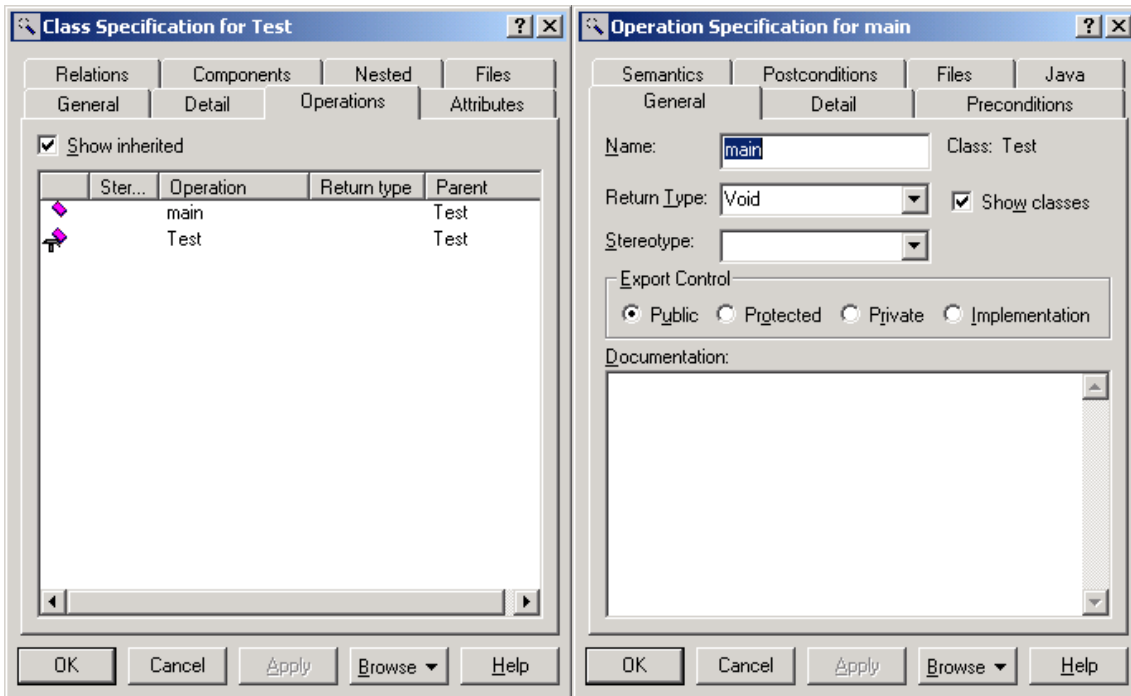 Class Specification for Test
Relations Components Nested Files
General Detail Operations Attributes
Show inherited
Ster... Operation Return type Parent
main Test
Test Test
OK Cancel Apply Browse Help
Operation Specification for main
Semantics Postconditions Files Java
General Detail Preconditions
Name: main Class: Test
Return Type: Void Show classes
Stereotype:
Export Control
Public Protected Private Implementation
Documentation:
OK Cancel Apply Browse Help